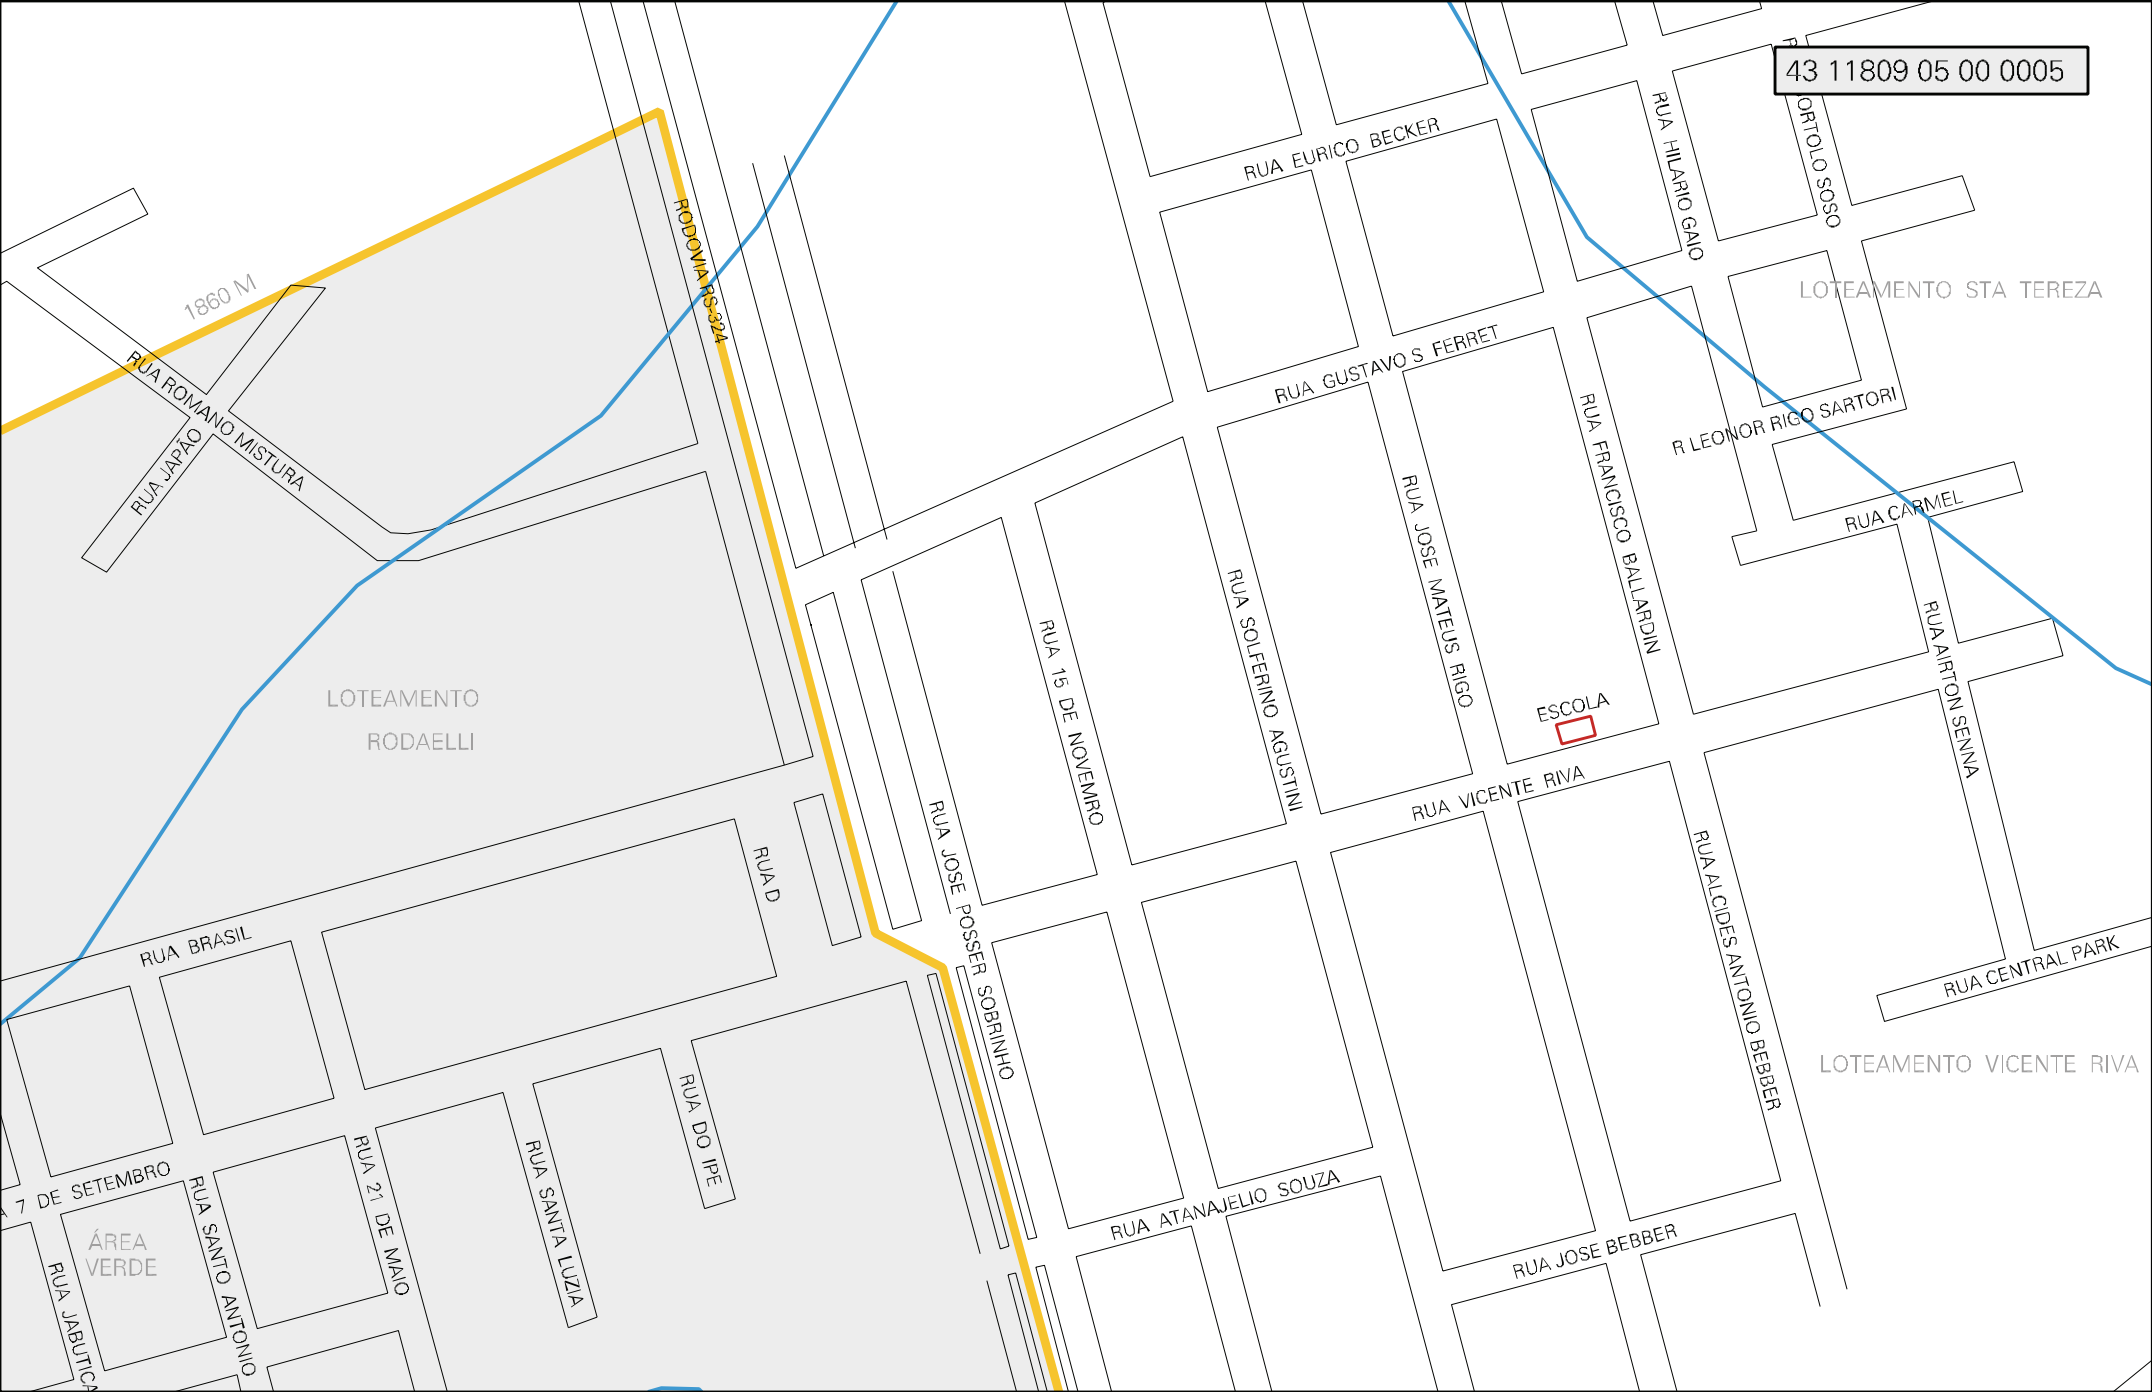 43 11809 05 00 0005
RUA EURICO BECKER
RUA HILARIO GAIO
ORTOLO SOSO
RODOVIA RS-324
1860 M
LOTEAMENTO STA TEREZA
RUA ROMANO MISTURA
RUA JAPÃO
RUA GUSTAVO S FERRET
RUA FRANCISCO BALLARDIN
R LEONOR RIGO SARTORI
RUA CARMEL
RUA JOSE MATEUS RIGO
RUA SOLFERINO AGUSTINI
RUA 15 DE NOVEMRO
RUA AIRTON SENNA
LOTEAMENTO
RODAELLI
ESCOLA
RUA VICENTE RIVA
RUA JOSE POSSER SOBRINHO
RUA D
RUA ALCIDES ANTONIO BEBBER
RUA BRASIL
RUA CENTRAL PARK
LOTEAMENTO VICENTE RIVA
RUA DO IPE
RUA 21 DE MAIO
RUA SANTA LUZIA
A 7 DE SETEMBRO
RUA SANTO ANTONIO
RUA ATANAJELIO SOUZA
ÁREA
VERDE
RUA JOSE BEBBER
RUA JABUTICA